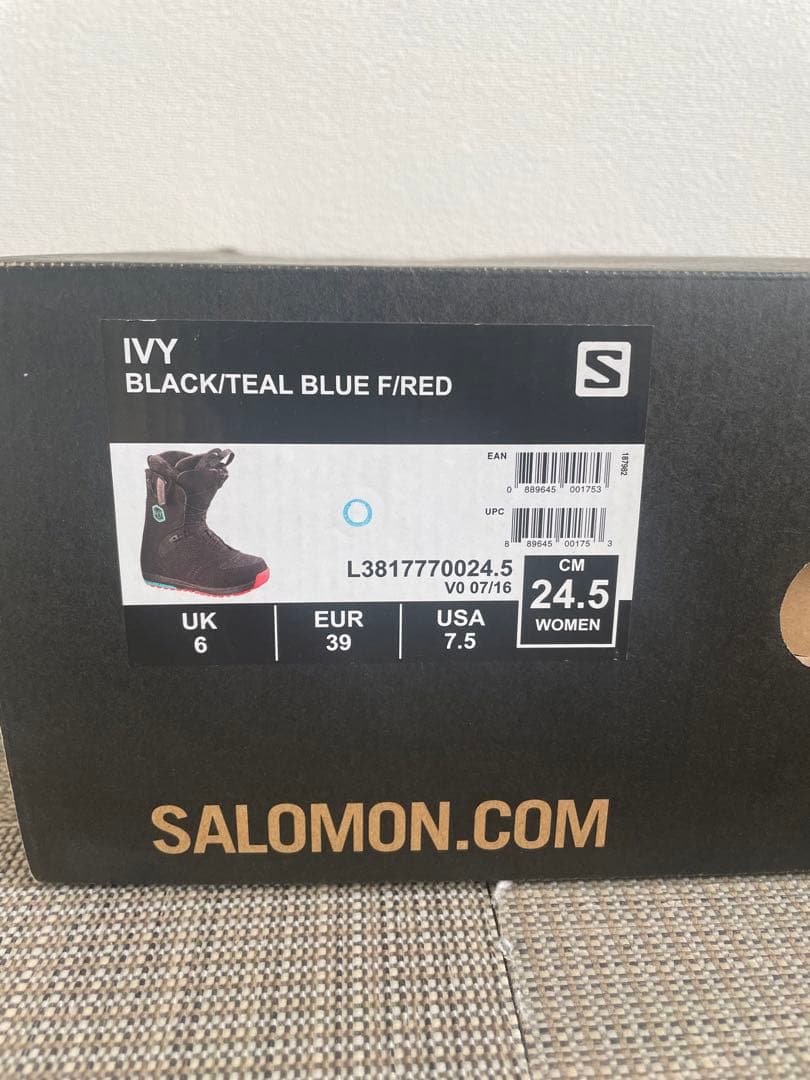 IVY
BLACK/TEAL BLUE F/RED
S
EAN
0 889645 001753
187982
UPC
8 89645 00175 3
L3817770024.5
V0 07/16
CM
24.5
WOMEN
UK
6
EUR
39
USA
7.5
SALOMON.COM